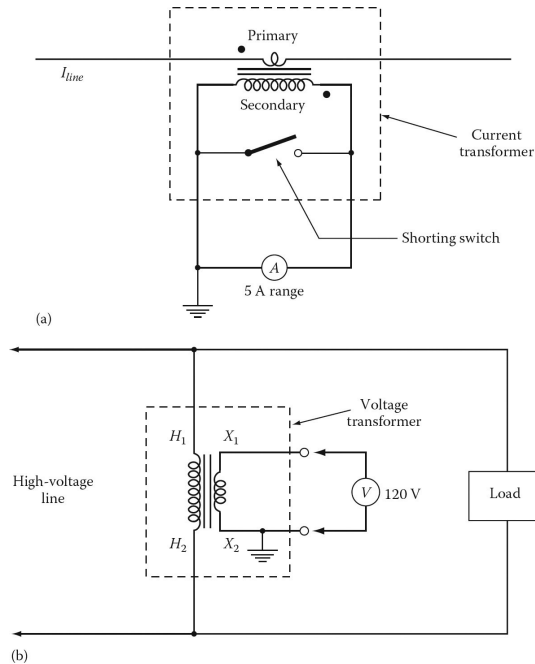 Primary
I_line
Secondary
Current
transformer
Shorting switch
A
5 A range
(a)
Voltage
transformer
H₁
X₁
High-voltage
line
V
120 V
Load
H₂
X₂
(b)